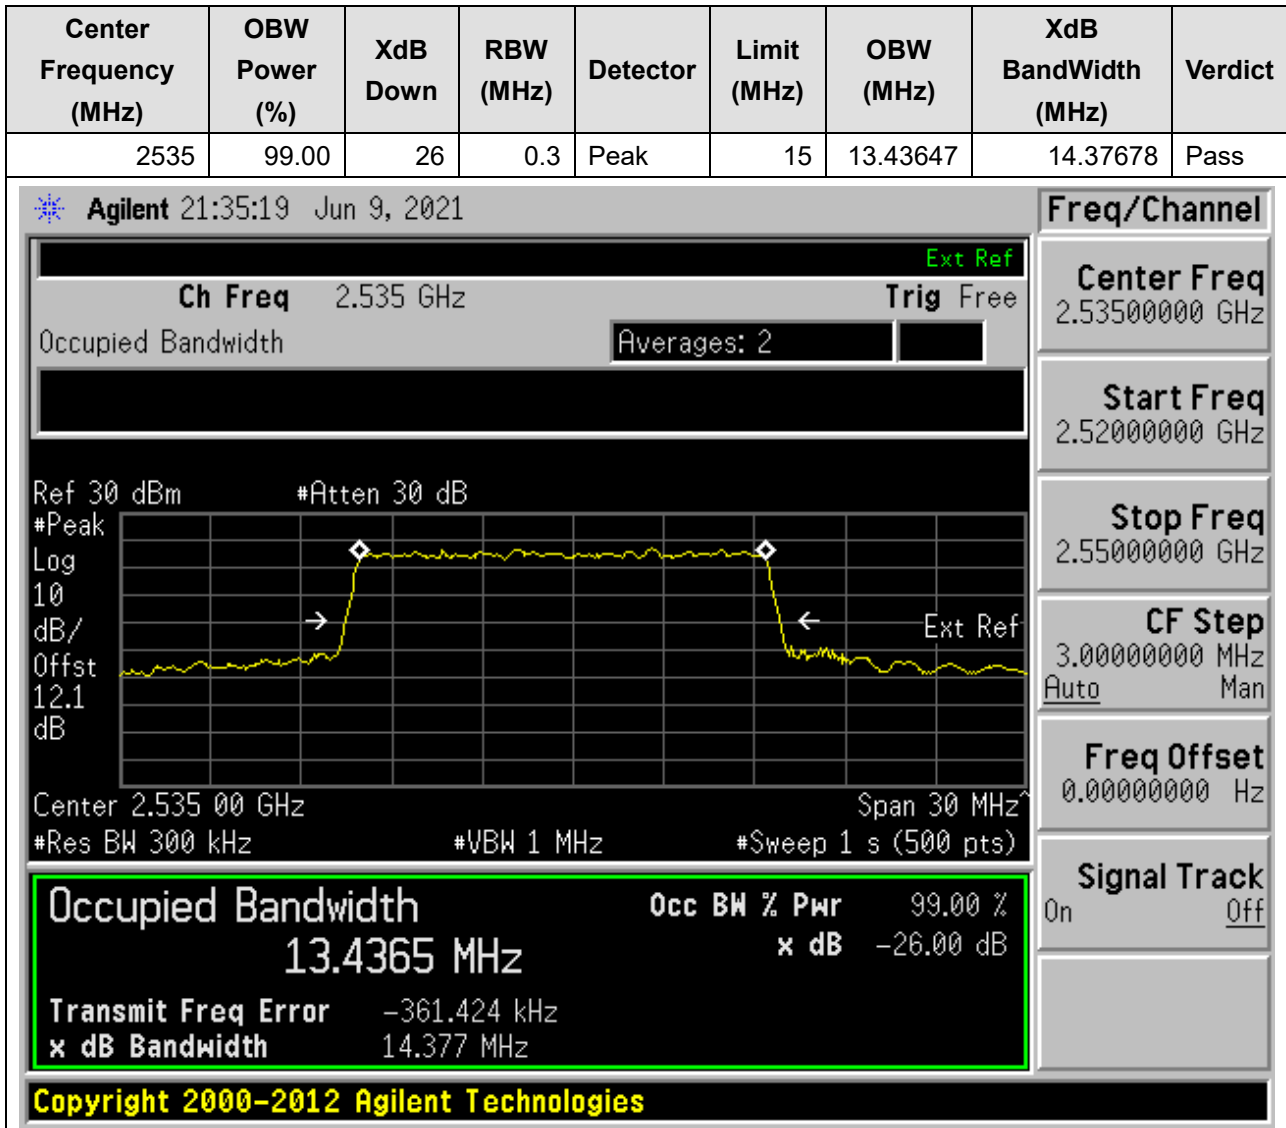 Center Frequency (MHz) OBW Power (%) XdB Down RBW (MHz) Detector Limit (MHz) OBW (MHz) XdB BandWidth (MHz) Verdict
2535 99.00 26 0.3 Peak 15 13.43647 14.37678 Pass
Agilent 21:35:19 Jun 9, 2021
Freq/Channel
Ext Ref
Ch Freq 2.535 GHz Trig Free
Occupied Bandwidth Averages: 2
Center Freq
2.53500000 GHz
Start Freq
2.52000000 GHz
Stop Freq
2.55000000 GHz
CF Step
3.00000000 MHz
Auto Man
Freq Offset
0.00000000 Hz
Signal Track
On Off
Ref 30 dBm #Atten 30 dB
#Peak
Log
10
dB/
Offst
12.1
dB
Ext Ref
Center 2.535 00 GHz Span 30 MHz^
#Res BW 300 kHz #VBW 1 MHz #Sweep 1 s (500 pts)
Occupied Bandwidth Occ BW % Pwr 99.00 %
13.4365 MHz x dB -26.00 dB
Transmit Freq Error -361.424 kHz
x dB Bandwidth 14.377 MHz
Copyright 2000-2012 Agilent Technologies